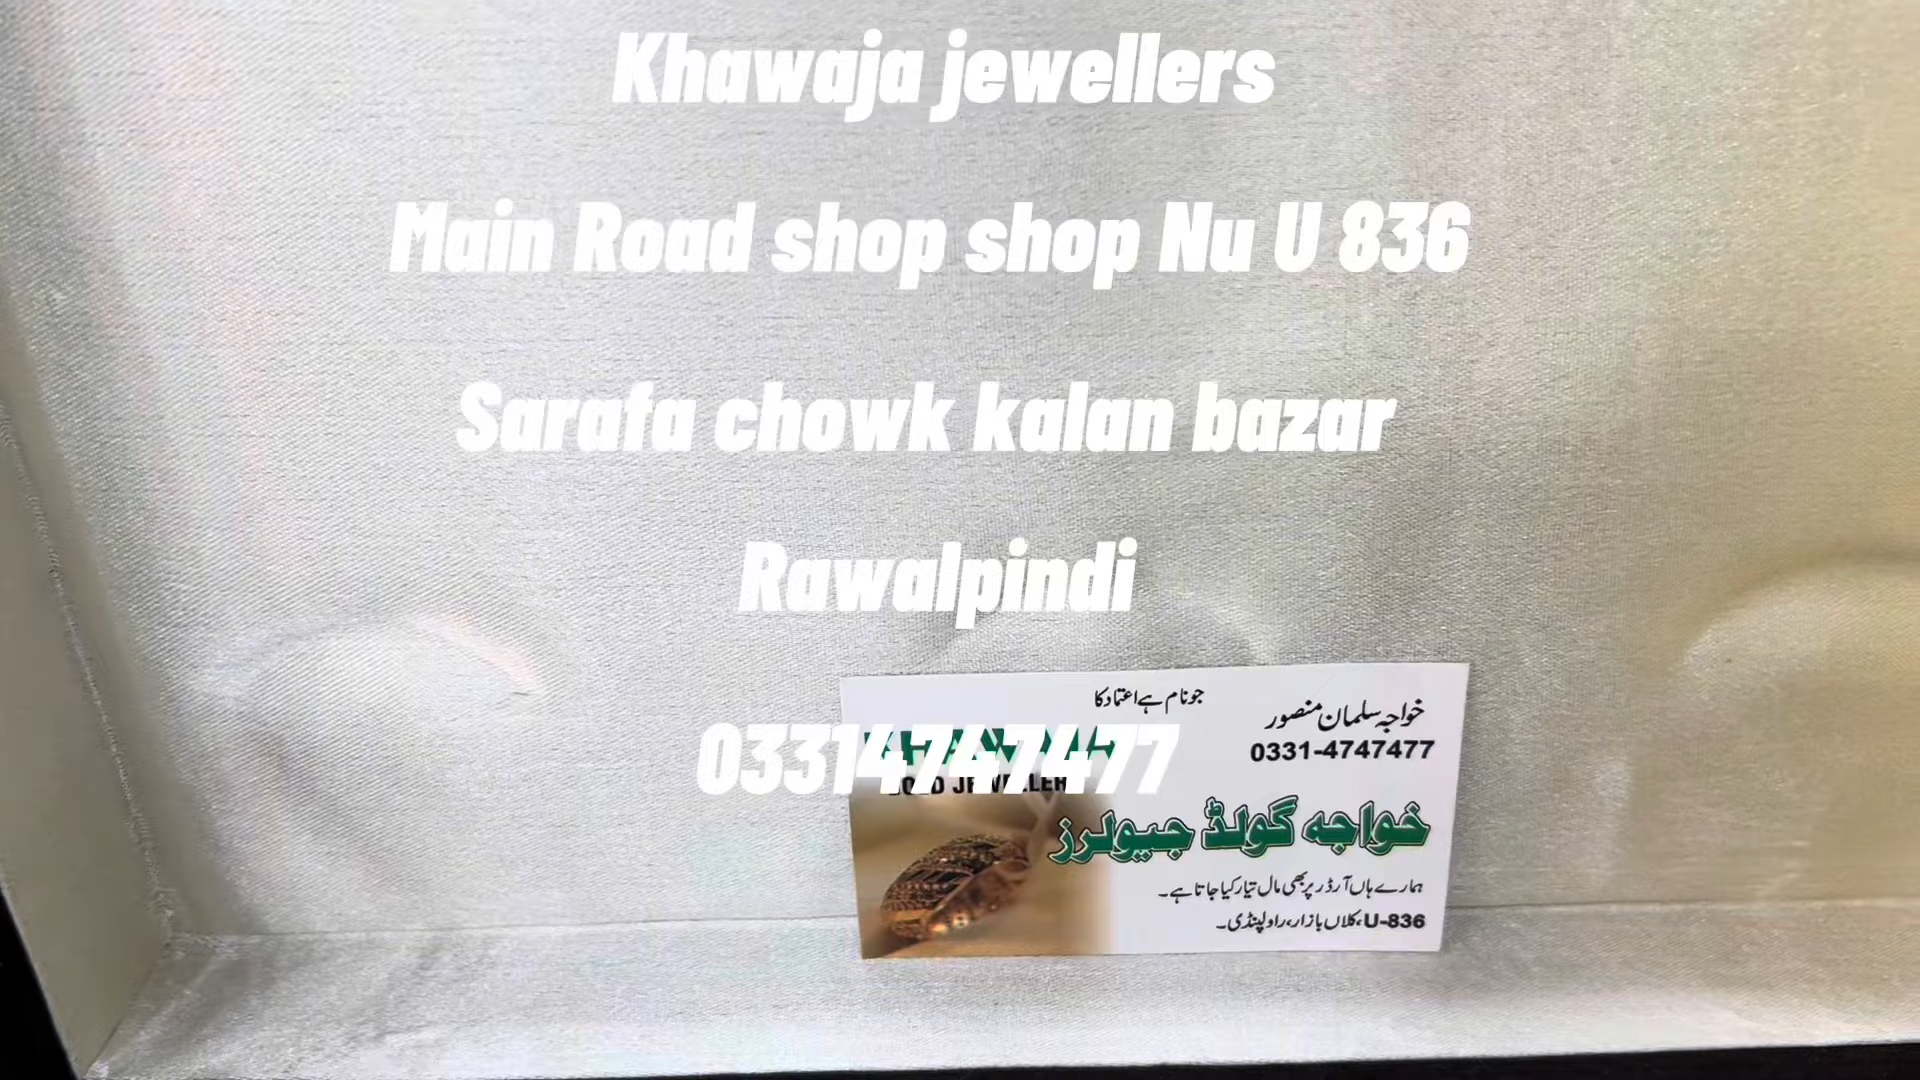 Khawaja jewellers
Main Road shop shop Nu U 836
Sarafa chowk kalan bazar
Rawalpindi
03314747477
جو نام ہے اعتماد کا
خواجہ سلمان منصور
0331-4747477
خواجہ گولڈ جیولرز
ہمارے ہاں آرڈر پر بھی مال تیار کیا جاتا ہے۔
U-836، کلاں بازار، راولپنڈی۔